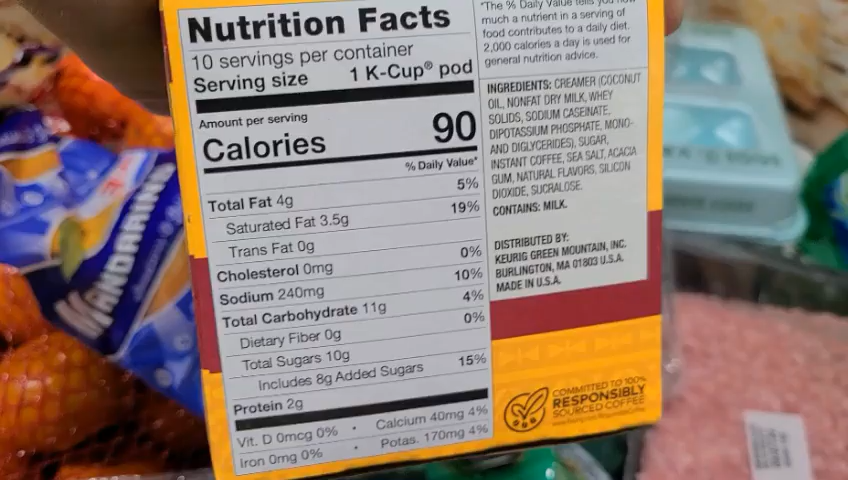 Nutrition Facts
10 servings per container
Serving size 1 K-Cup® pod
Amount per serving
Calories 90
% Daily Value*
Total Fat 4g 5%
Saturated Fat 3.5g 19%
Trans Fat 0g
Cholesterol 0mg 0%
Sodium 240mg 10%
Total Carbohydrate 11g 4%
Dietary Fiber 0g 0%
Total Sugars 10g
Includes 8g Added Sugars 15%
Protein 2g
Vit. D 0mcg 0% • Calcium 40mg 4%
Iron 0mg 0% • Potas. 170mg 4%
*The % Daily Value tells you how
much a nutrient in a serving of
food contributes to a daily diet.
2,000 calories a day is used for
general nutrition advice.
INGREDIENTS: CREAMER (COCONUT
OIL, NONFAT DRY MILK, WHEY
SOLIDS, SODIUM CASEINATE,
DIPOTASSIUM PHOSPHATE, MONO-
AND DIGLYCERIDES), SUGAR,
INSTANT COFFEE, SEA SALT, ACACIA
GUM, NATURAL FLAVORS, SILICON
DIOXIDE, SUCRALOSE.
CONTAINS: MILK.
DISTRIBUTED BY:
KEURIG GREEN MOUNTAIN, INC.
BURLINGTON, MA 01803 U.S.A.
MADE IN U.S.A.
COMMITTED TO 100%
RESPONSIBLY
SOURCED COFFEE
MANDARINS